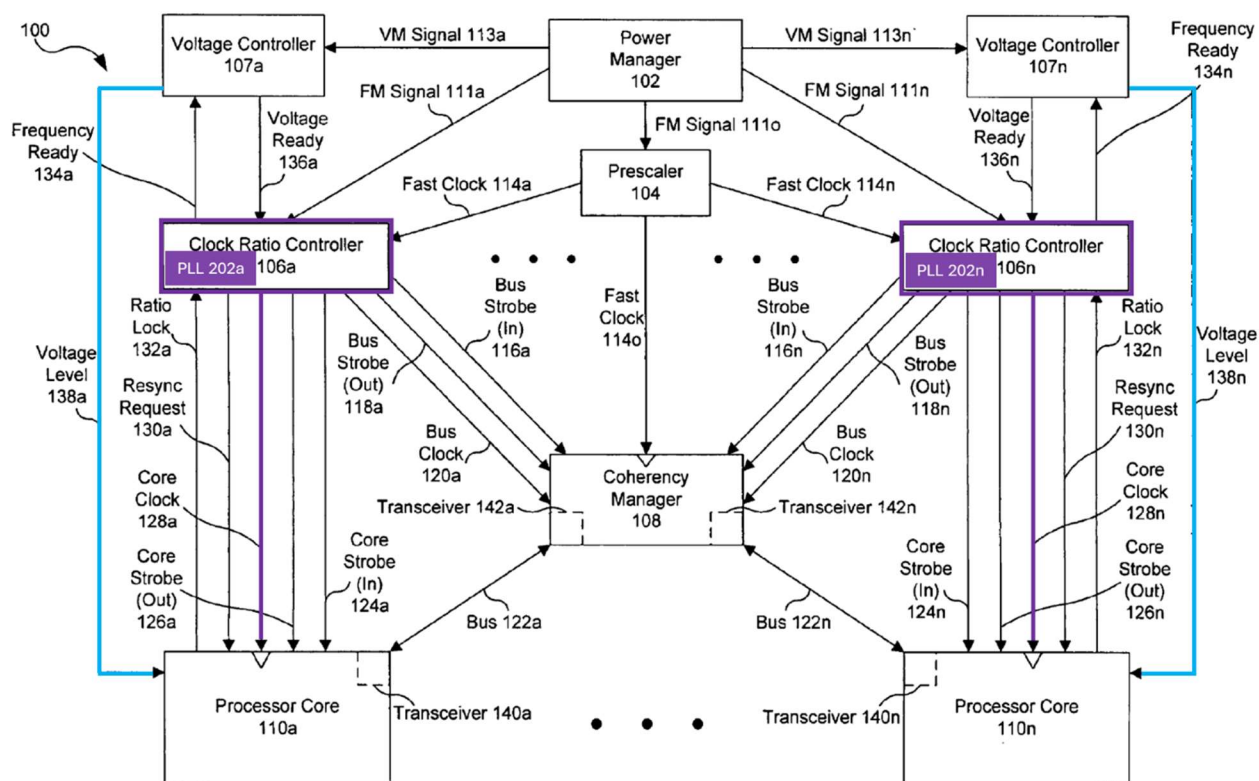 100
Voltage Controller
107a
VM Signal 113a
Power
Manager
102
VM Signal 113n
Voltage Controller
107n
Frequency
Ready
134n
FM Signal 111a
FM Signal 111o
FM Signal 111n
Frequency
Ready
134a
Voltage
Ready
136a
Voltage
Ready
136n
Prescaler
104
Fast Clock 114a
Fast Clock 114n
Clock Ratio Controller
106a
PLL 202a
Clock Ratio Controller
106n
PLL 202n
Voltage
Level
138a
Ratio
Lock
132a
Resync
Request
130a
Core
Clock
128a
Core
Strobe
(Out)
126a
Core
Strobe
(In)
124a
Bus
Strobe
(In)
116a
Bus
Strobe
(Out)
118a
Bus
Clock
120a
Fast
Clock
114o
Bus
Strobe
(In)
116n
Bus
Strobe
(Out)
118n
Bus
Clock
120n
Ratio
Lock
132n
Voltage
Level
138n
Resync
Request
130n
Core
Clock
128n
Core
Strobe
(In)
124n
Core
Strobe
(Out)
126n
Coherency
Manager
108
Transceiver 142a
Transceiver 142n
Bus 122a
Bus 122n
Processor Core
110a
Transceiver 140a
Transceiver 140n
Processor Core
110n